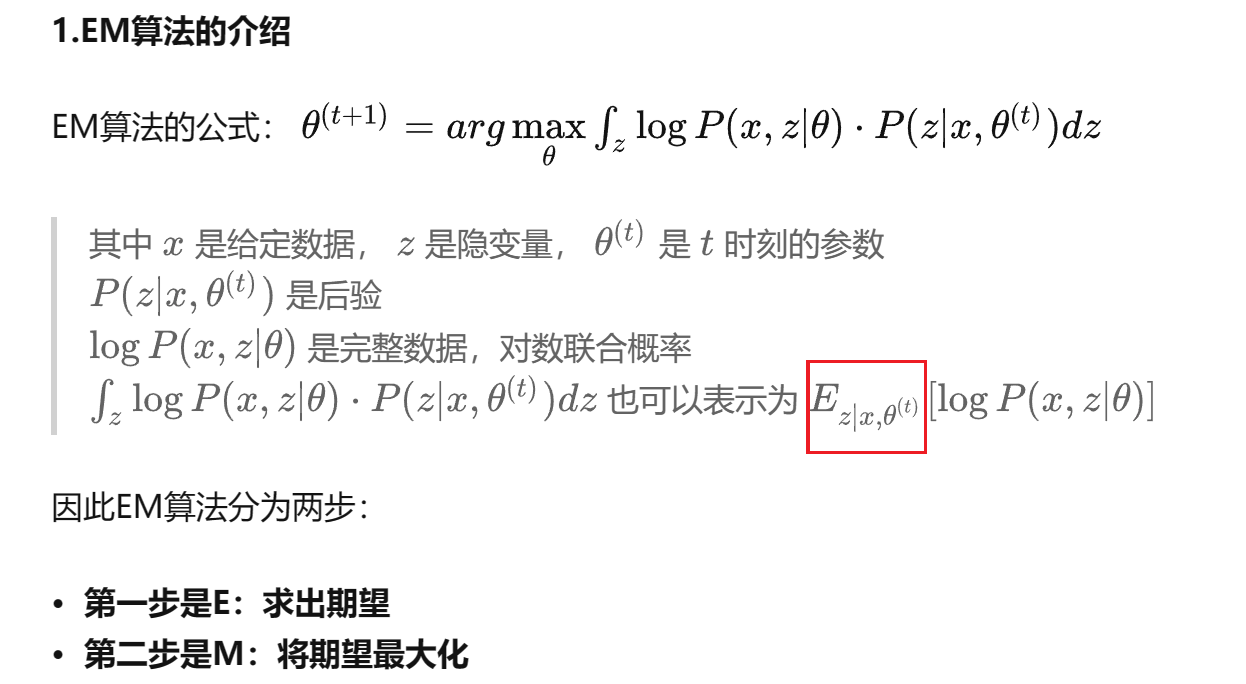 1.EM算法的介绍
EM算法的公式： $\theta^{(t+1)} = arg \max_{\theta} \int_z \log P(x, z|\theta) \cdot P(z|x, \theta^{(t)})dz$
其中 $x$ 是给定数据， $z$ 是隐变量， $\theta^{(t)}$ 是 $t$ 时刻的参数
$P(z|x, \theta^{(t)})$ 是后验
$\log P(x, z|\theta)$ 是完整数据，对数联合概率
$\int_z \log P(x, z|\theta) \cdot P(z|x, \theta^{(t)})dz$ 也可以表示为 $E_{z|x,\theta^{(t)}}[\log P(x, z|\theta)]$
因此EM算法分为两步：
• 第一步是E：求出期望
• 第二步是M：将期望最大化